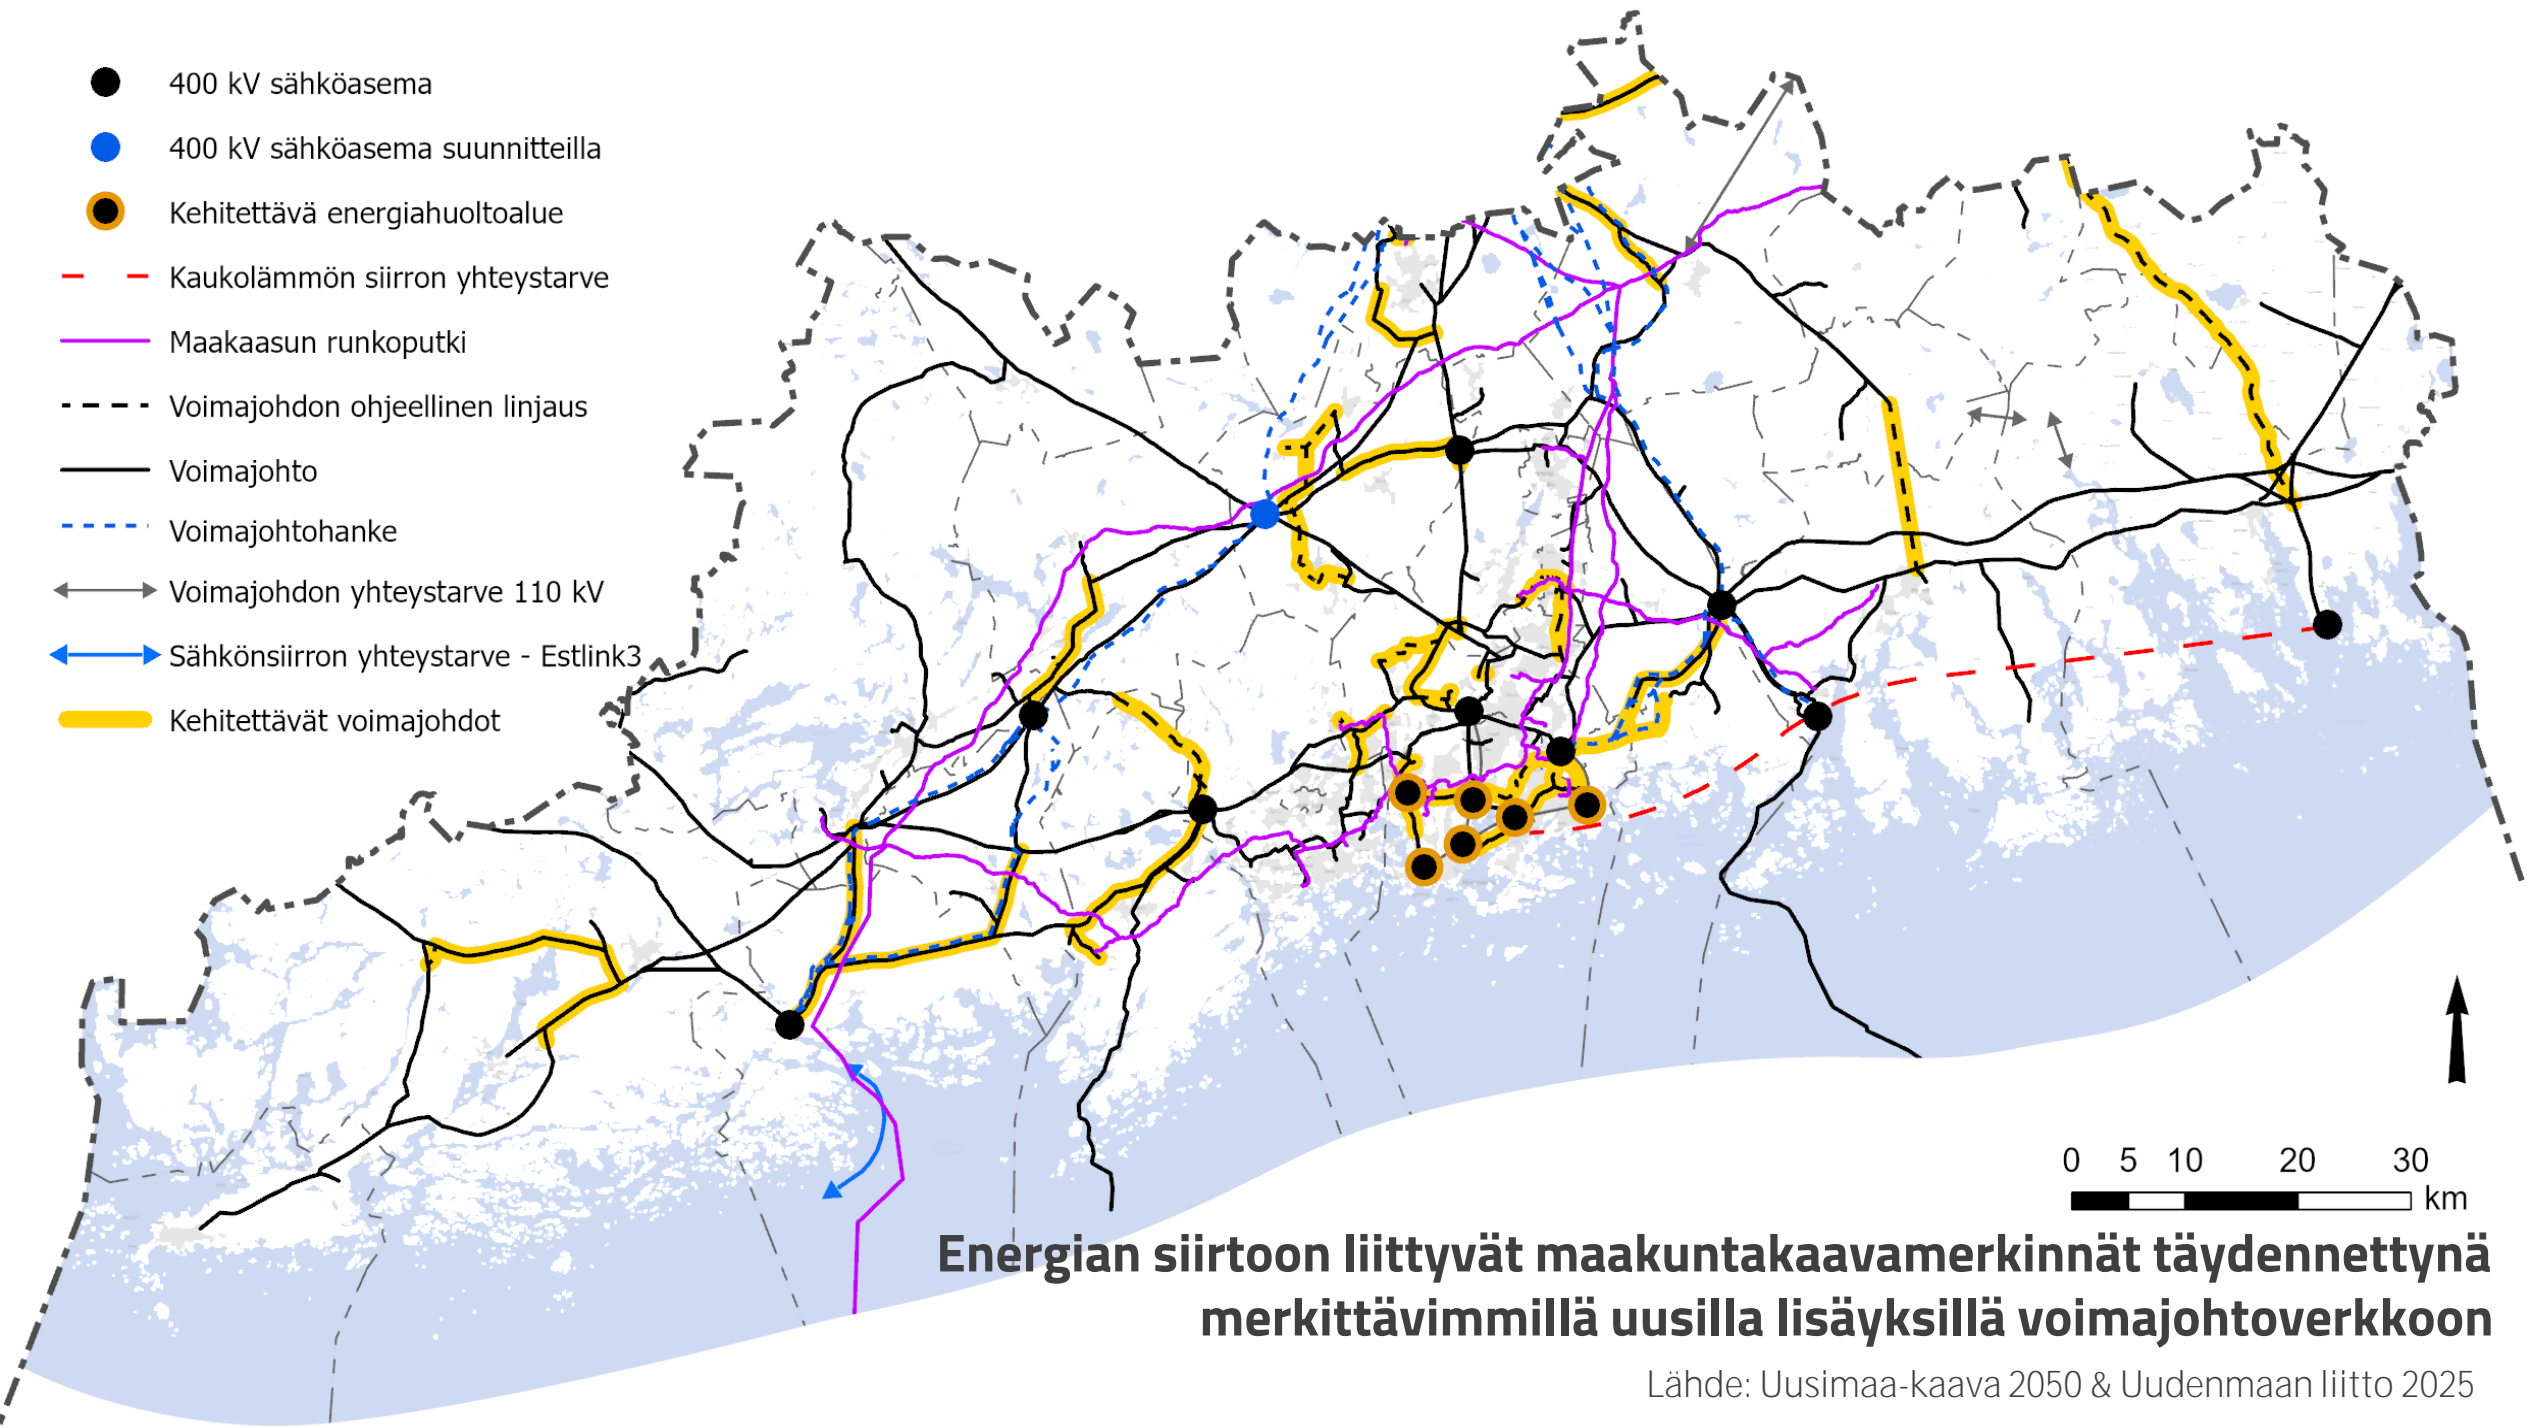 400 kV sähköasema
400 kV sähköasema suunnitteilla
Kehitettävä energiahuoltoalue
Kaukolämmön siirron yhteystarve
Maakaasun runkoputki
Voimajohdon ohjeellinen linjaus
Voimajohto
Voimajohtohanke
Voimajohdon yhteystarve 110 kV
Sähkönsiirron yhteystarve - Estlink3
Kehitettävät voimajohdot
0 5 10 20 30
km
Energian siirtoon liittyvät maakuntakaavamerkinnät täydennettynä
merkittävimmillä uusilla lisäyksillä voimajohtoverkkoon
Lähde: Uusimaa-kaava 2050 & Uudenmaan liitto 2025